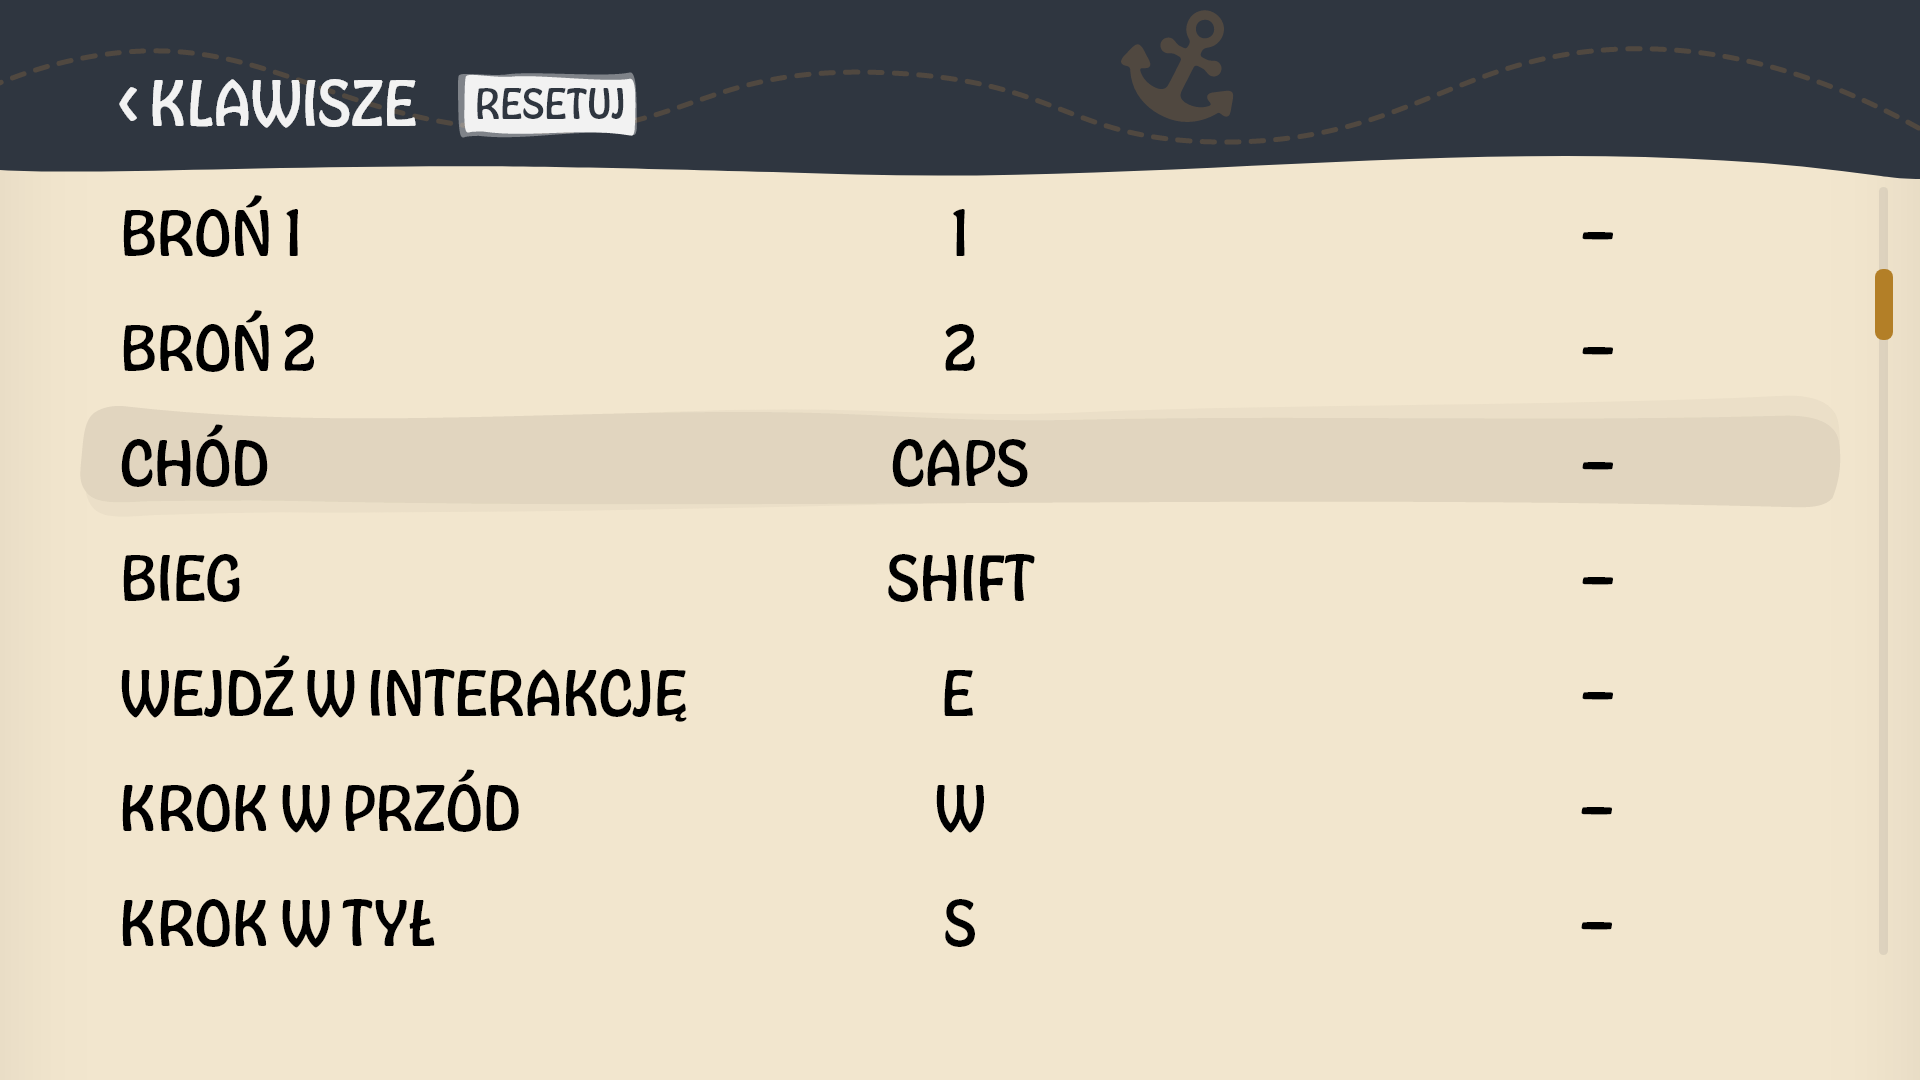 ‹ KLAWISZE RESETUJ
BROŃ 1 1 –
BROŃ 2 2 –
CHÓD CAPS –
BIEG SHIFT –
WEJDŹ W INTERAKCJĘ E –
KROK W PRZÓD W –
KROK W TYŁ S –